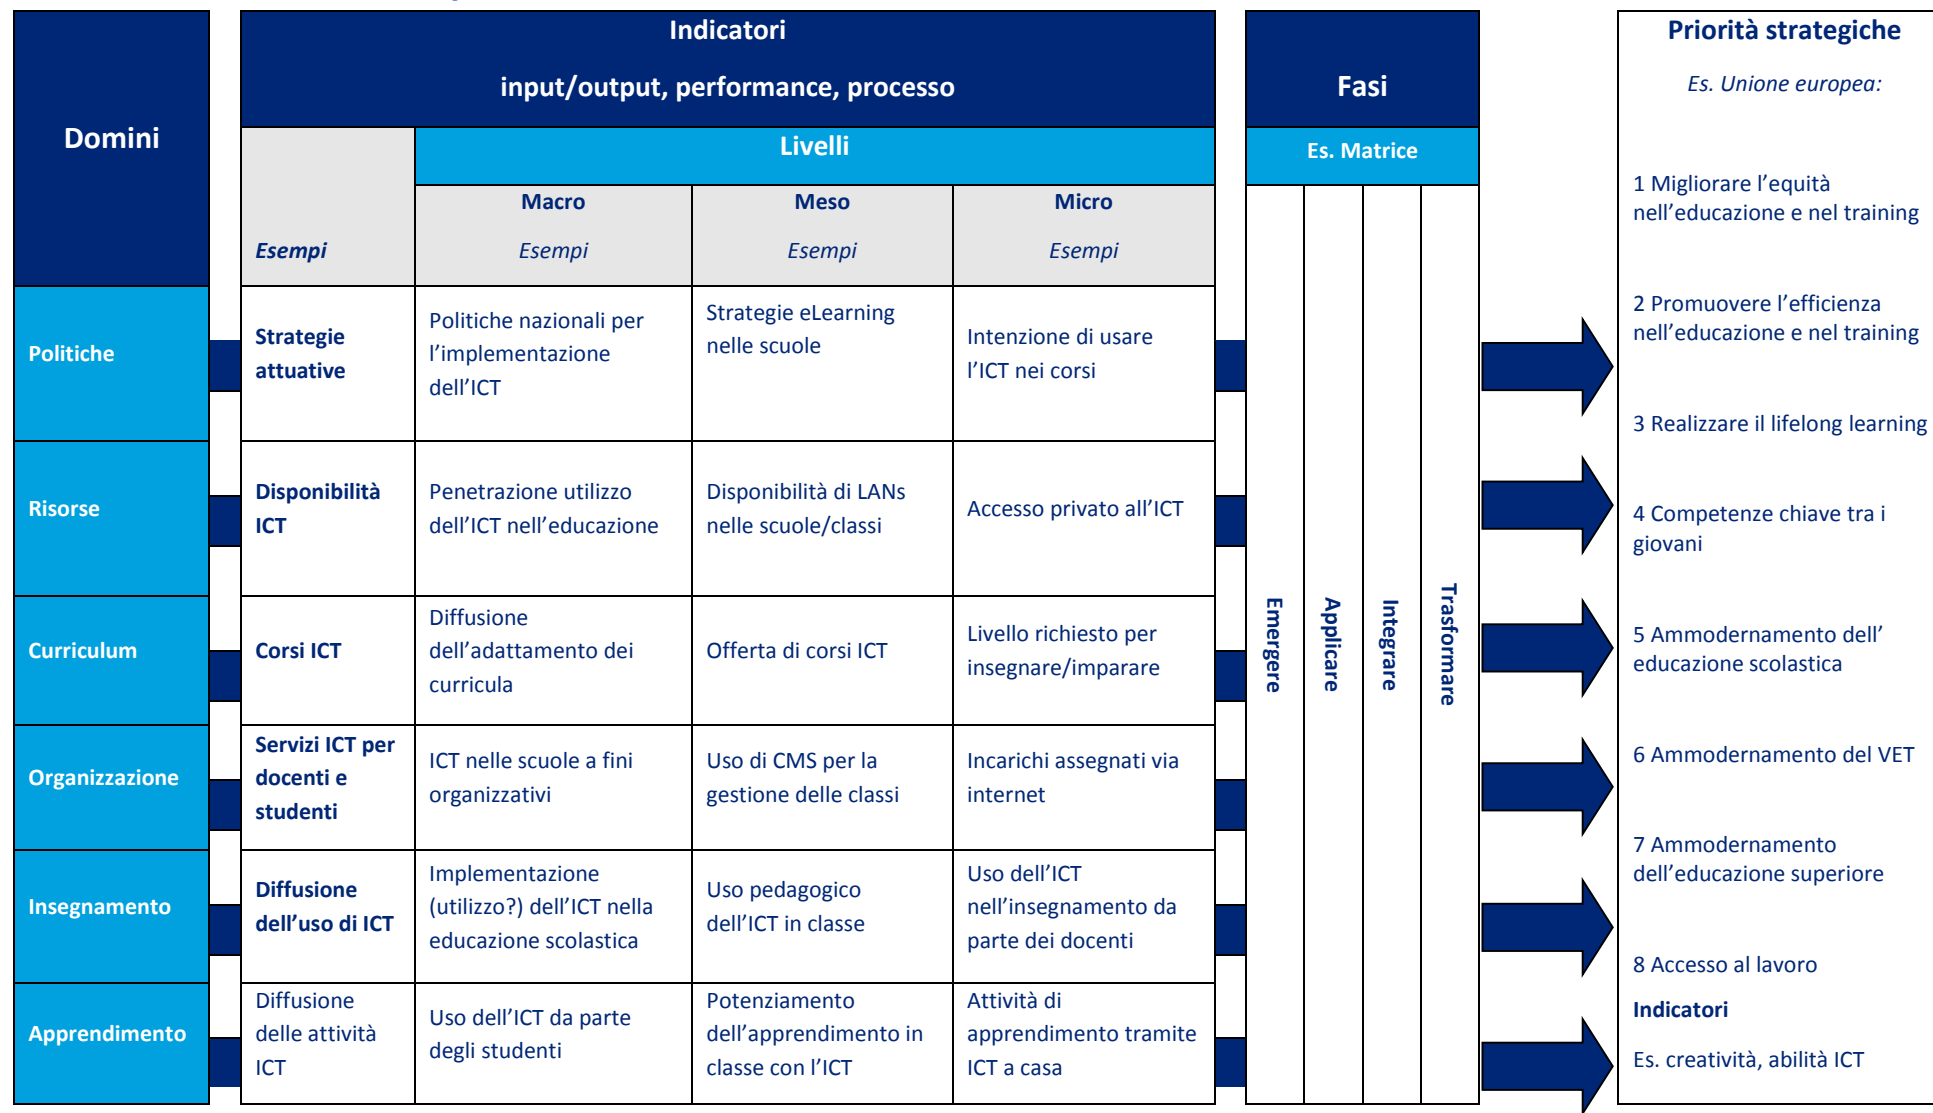 Domini
Indicatori
input/output, performance, processo
Livelli
Esempi
Macro
Esempi
Meso
Esempi
Micro
Esempi
Fasi
Es. Matrice
Politiche
Strategie
attuative
Politiche nazionali per
l’implementazione
dell’ICT
Strategie eLearning
nelle scuole
Intenzione di usare
l’ICT nei corsi
Risorse
Disponibilità
ICT
Penetrazione utilizzo
dell’ICT nell’educazione
Disponibilità di LANs
nelle scuole/classi
Accesso privato all’ICT
Curriculum
Corsi ICT
Diffusione
dell’adattamento dei
curricula
Offerta di corsi ICT
Livello richiesto per
insegnare/imparare
Organizzazione
Servizi ICT per
docenti e
studenti
ICT nelle scuole a fini
organizzativi
Uso di CMS per la
gestione delle classi
Incarichi assegnati via
internet
Insegnamento
Diffusione
dell’uso di ICT
Implementazione
(utilizzo?) dell’ICT nella
educazione scolastica
Uso pedagogico
dell’ICT in classe
Uso dell’ICT
nell’insegnamento da
parte dei docenti
Apprendimento
Diffusione
delle attività
ICT
Uso dell’ICT da parte
degli studenti
Potenziamento
dell’apprendimento in
classe con l’ICT
Attività di
apprendimento tramite
ICT a casa
Emergere
Applicare
Integrare
Trasformare
Priorità strategiche
Es. Unione europea:
1 Migliorare l’equità
nell’educazione e nel training
2 Promuovere l’efficienza
nell’educazione e nel training
3 Realizzare il lifelong learning
4 Competenze chiave tra i
giovani
5 Ammodernamento dell’
educazione scolastica
6 Ammodernamento del VET
7 Ammodernamento
dell’educazione superiore
8 Accesso al lavoro
Indicatori
Es. creatività, abilità ICT